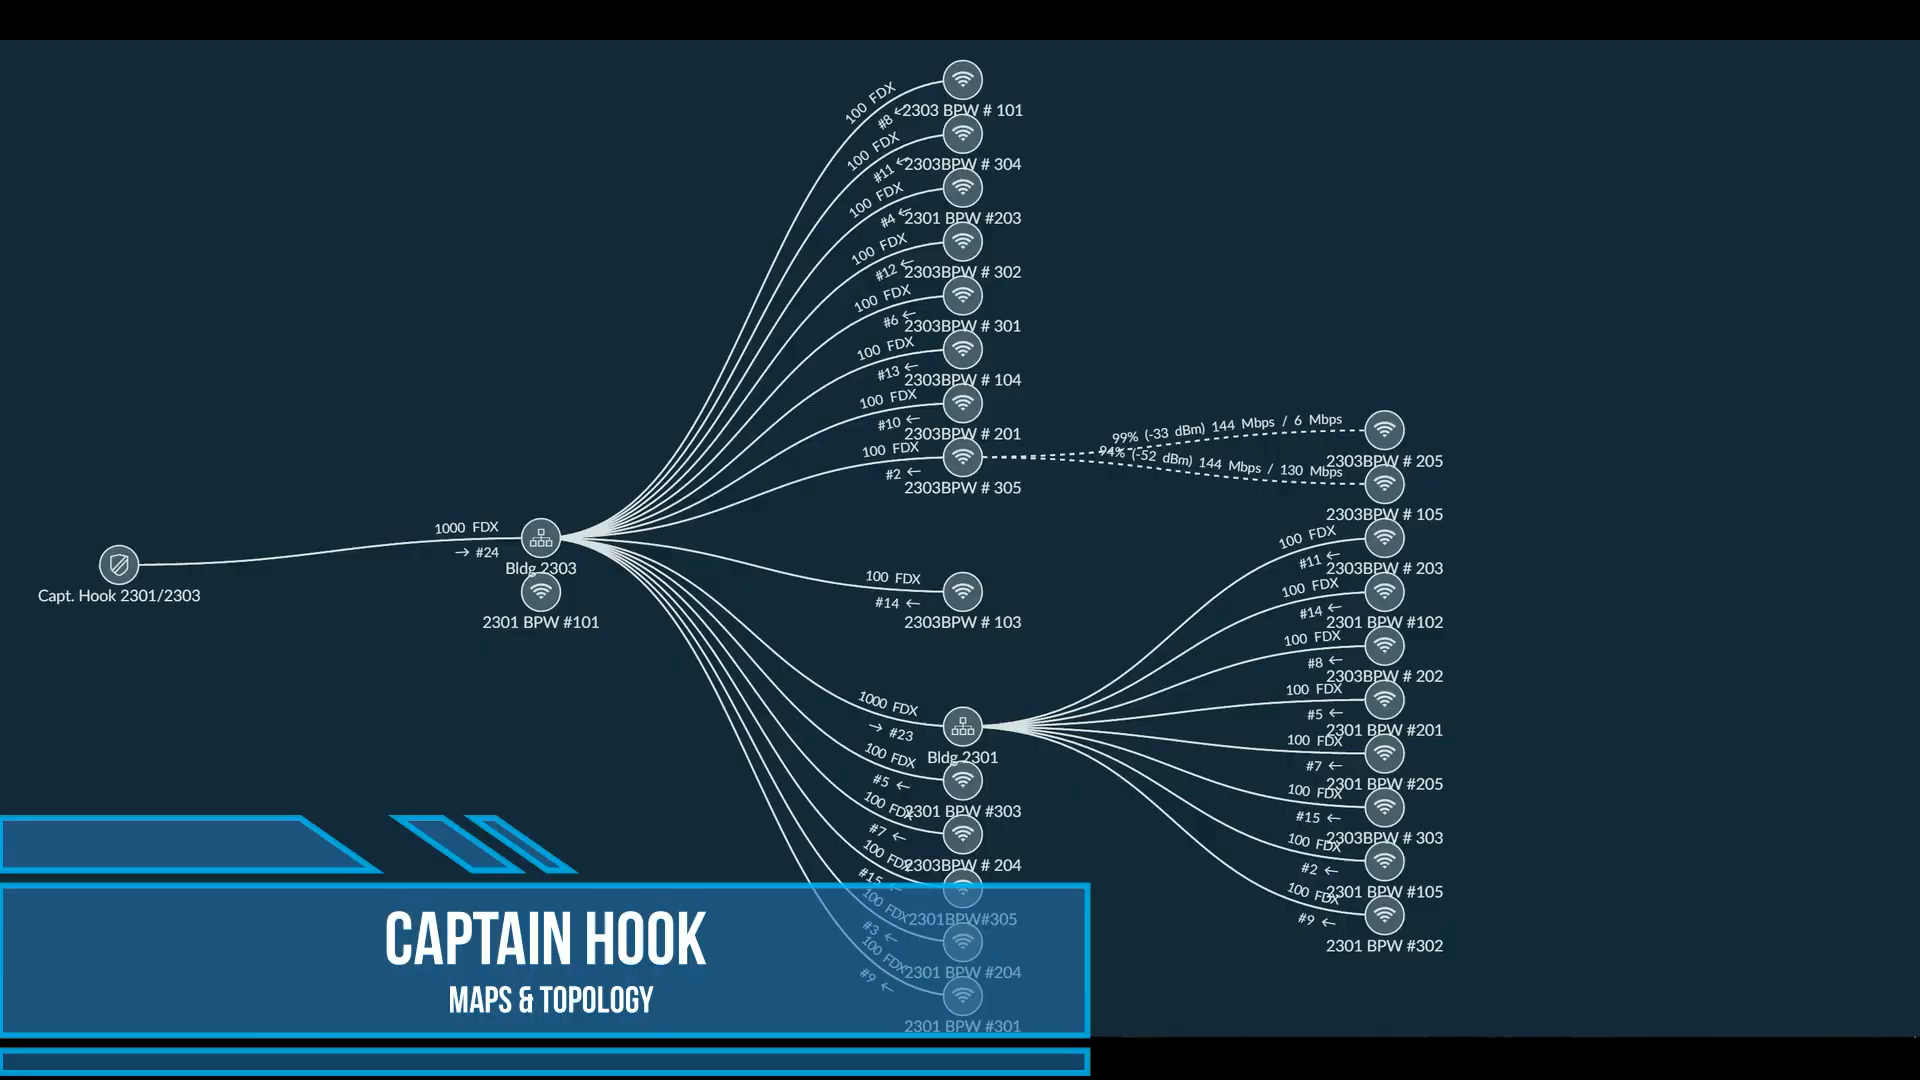 100 FDX
#8 ←
2303 BPW # 101
100 FDX
#11 ←
2303BPW # 304
100 FDX
#4 ←
2301 BPW #203
100 FDX
#12 ←
2303BPW # 302
100 FDX
#6 ←
2303BPW # 301
100 FDX
#13 ←
2303BPW # 104
100 FDX
#10 ←
2303BPW # 201
100 FDX
#2 ←
2303BPW # 305
99% (-33 dBm) 144 Mbps / 6 Mbps
2303BPW # 205
94% (-52 dBm) 144 Mbps / 130 Mbps
2303BPW # 105
1000 FDX
→ #24
Bldg 2303
Capt. Hook 2301/2303
2301 BPW #101
100 FDX
#14 ←
2303BPW # 103
1000 FDX
→ #23
Bldg 2301
100 FDX
#5 ←
2301 BPW #303
100 FDX
#7 ←
2303BPW # 204
100 FDX
#15 ←
2301BPW#305
100 FDX
#3 ←
2301 BPW #204
100 FDX
#9 ←
2301 BPW #301
100 FDX
#11 ←
2303BPW # 203
100 FDX
#14 ←
2301 BPW #102
100 FDX
#8 ←
2303BPW # 202
100 FDX
#5 ←
2301 BPW #201
100 FDX
#7 ←
2301 BPW #205
100 FDX
#15 ←
2303BPW # 303
100 FDX
#2 ←
2301 BPW #105
100 FDX
#9 ←
2301 BPW #302
CAPTAIN HOOK
MAPS & TOPOLOGY